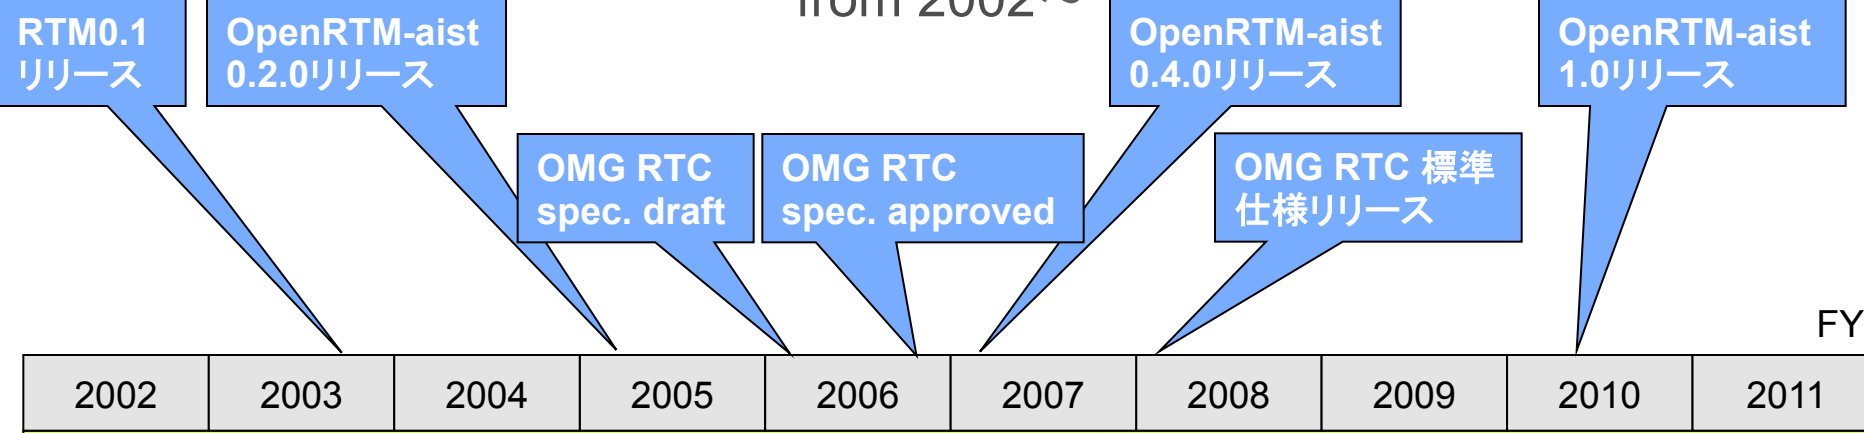 from 2002~
RTM0.1
リリース
OpenRTM-aist
0.2.0リリース
OpenRTM-aist
0.4.0リリース
OpenRTM-aist
1.0リリース
OMG RTC
spec. draft
OMG RTC
spec. approved
OMG RTC 標準
仕様リリース
FY
2002
2003
2004
2005
2006
2007
2008
2009
2010
2011